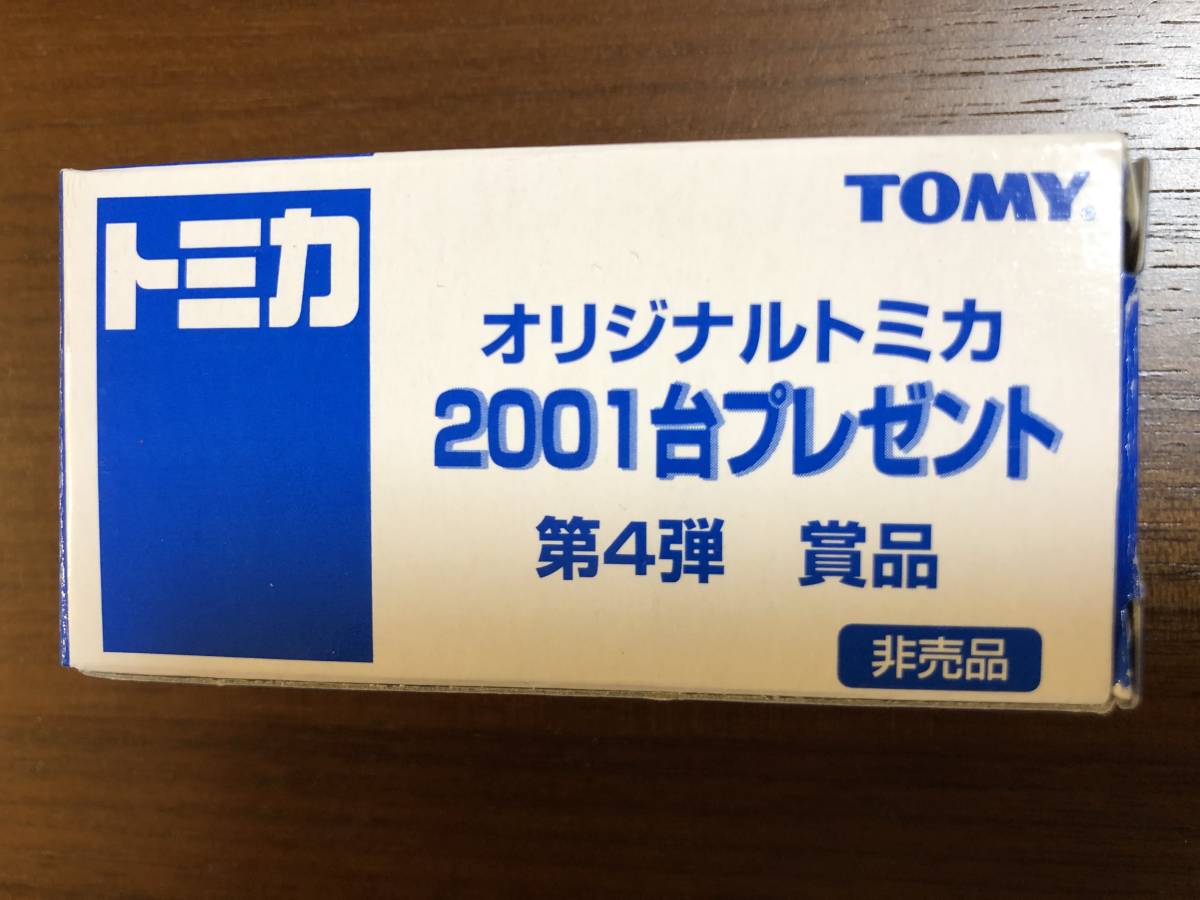 トミカ
TOMY®
オリジナルトミカ
2001台プレゼント
第4弾 賞品
非売品